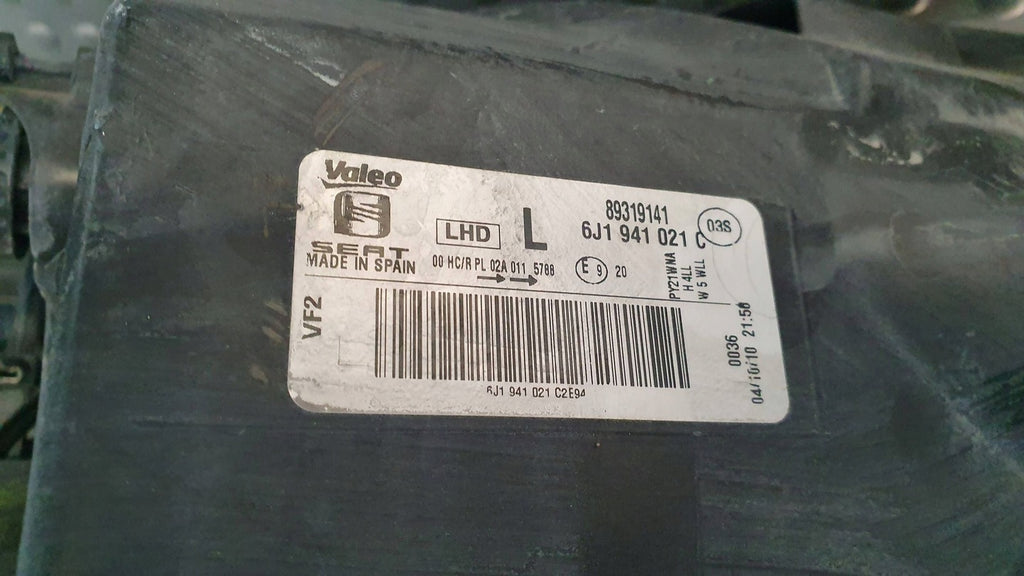 Valeo
SEAT
MADE IN SPAIN
LHD
L
89319141
6J1 941 021 C
03S
00 HC/R PL 02A 011 5788
E 9 20
PY21WNA
H 4LL
W 5 WLL
VF2
6J1 941 021 C2E94
0036
04/10/10 21:50